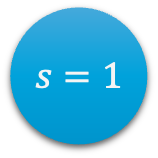 s = 1